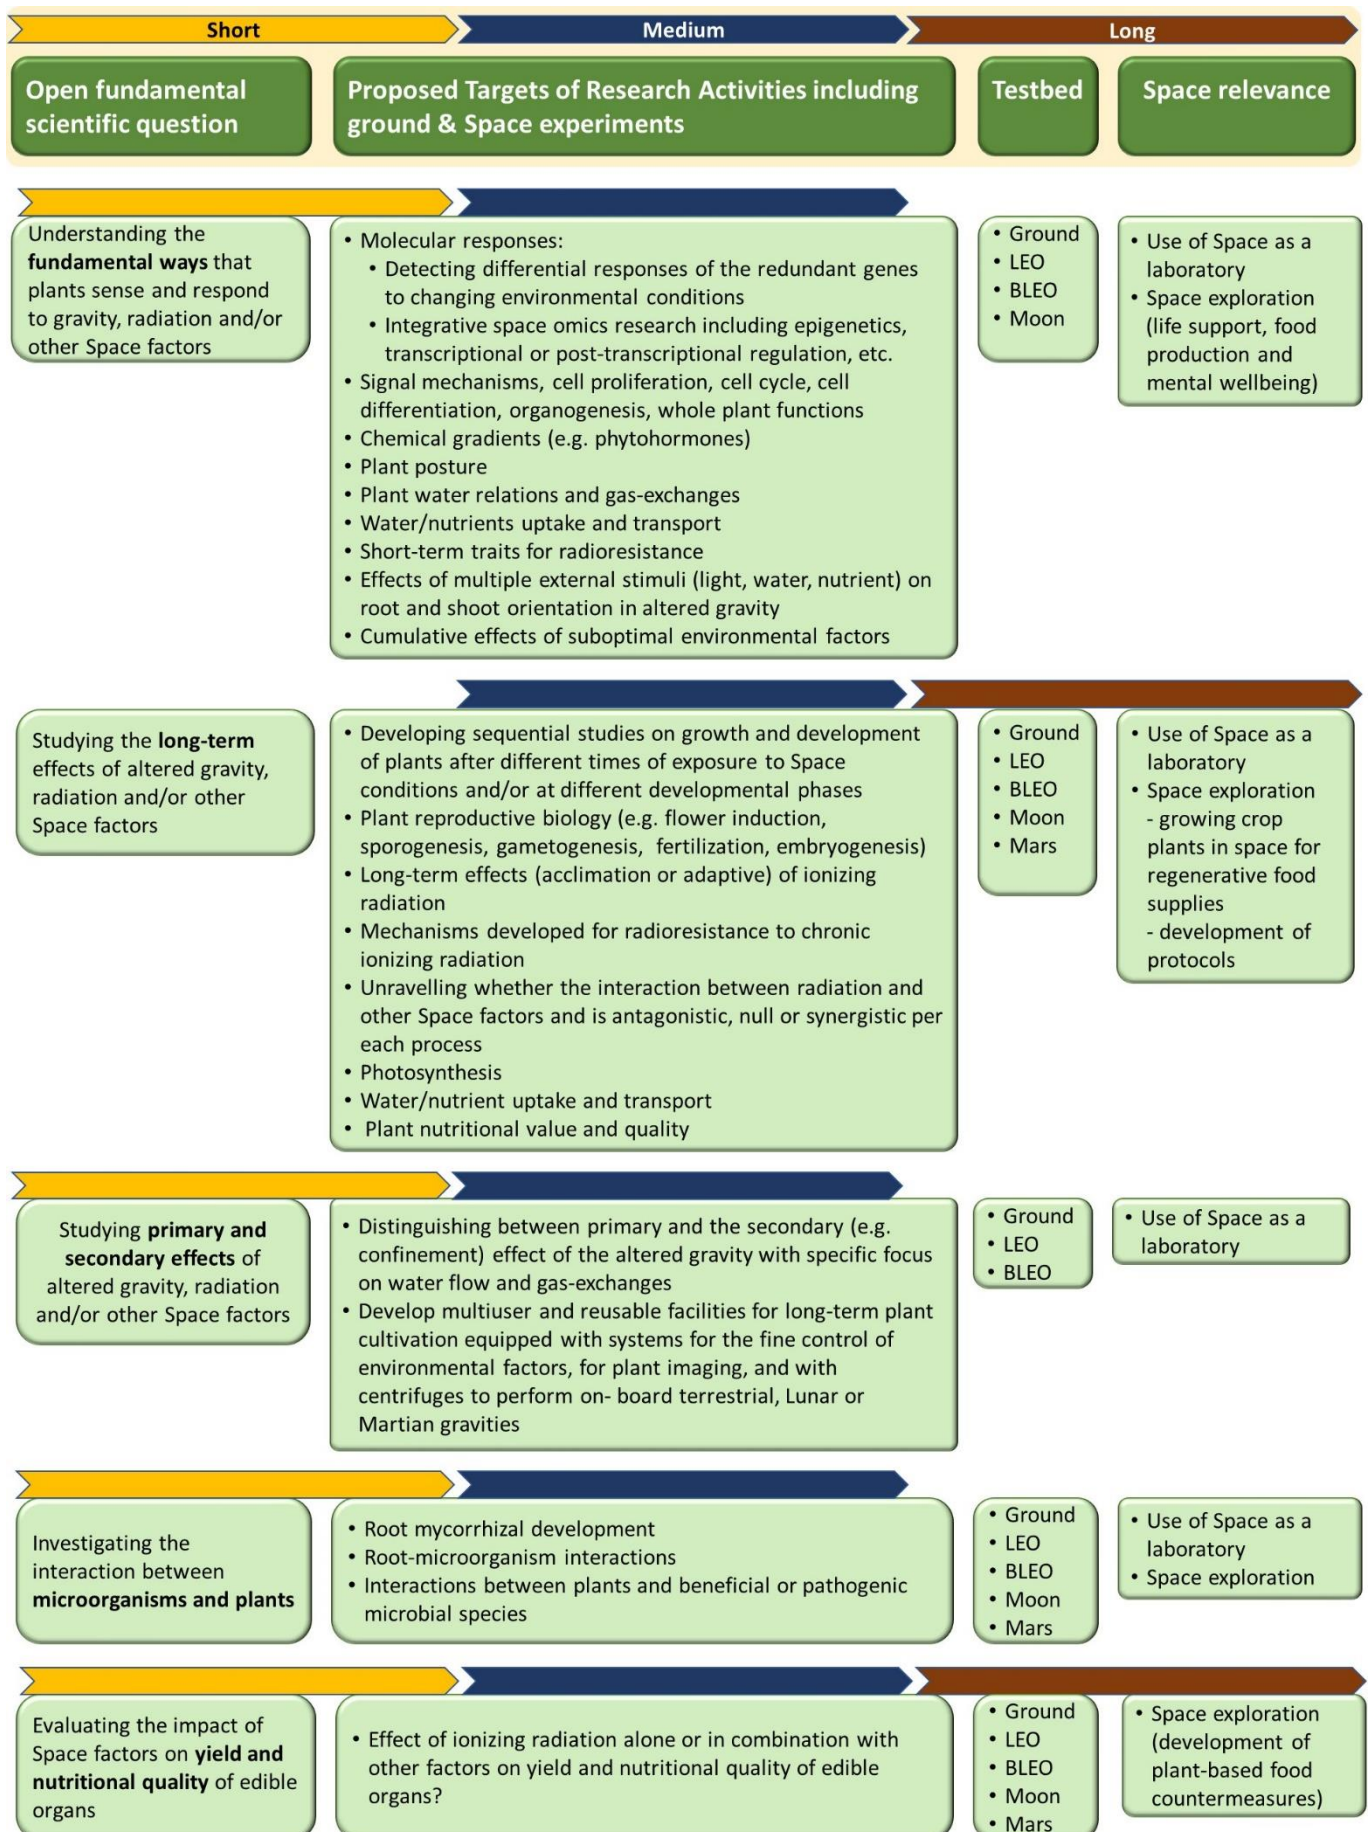 Short
Medium
Long
Open fundamental
scientific question
Proposed Targets of Research Activities including
ground & Space experiments
Testbed
Space relevance
Understanding the
fundamental ways that
plants sense and respond
to gravity, radiation and/or
other Space factors
• Molecular responses:
• Detecting differential responses of the redundant genes
to changing environmental conditions
• Integrative space omics research including epigenetics,
transcriptional or post-transcriptional regulation, etc.
• Signal mechanisms, cell proliferation, cell cycle, cell
differentiation, organogenesis, whole plant functions
• Chemical gradients (e.g. phytohormones)
• Plant posture
• Plant water relations and gas-exchanges
• Water/nutrients uptake and transport
• Short-term traits for radioresistance
• Effects of multiple external stimuli (light, water, nutrient) on
root and shoot orientation in altered gravity
• Cumulative effects of suboptimal environmental factors
• Ground
• LEO
• BLEO
• Moon
• Use of Space as a
laboratory
• Space exploration
(life support, food
production and
mental wellbeing)
Studying the long-term
effects of altered gravity,
radiation and/or other
Space factors
• Developing sequential studies on growth and development
of plants after different times of exposure to Space
conditions and/or at different developmental phases
• Plant reproductive biology (e.g. flower induction,
sporogenesis, gametogenesis, fertilization, embryogenesis)
• Long-term effects (acclimation or adaptive) of ionizing
radiation
• Mechanisms developed for radioresistance to chronic
ionizing radiation
• Unravelling whether the interaction between radiation and
other Space factors and is antagonistic, null or synergistic per
each process
• Photosynthesis
• Water/nutrient uptake and transport
• Plant nutritional value and quality
• Ground
• LEO
• BLEO
• Moon
• Mars
• Use of Space as a
laboratory
• Space exploration
- growing crop
plants in space for
regenerative food
supplies
- development of
protocols
Studying primary and
secondary effects of
altered gravity, radiation
and/or other Space factors
• Distinguishing between primary and the secondary (e.g.
confinement) effect of the altered gravity with specific focus
on water flow and gas-exchanges
• Develop multiuser and reusable facilities for long-term plant
cultivation equipped with systems for the fine control of
environmental factors, for plant imaging, and with
centrifuges to perform on- board terrestrial, Lunar or
Martian gravities
• Ground
• LEO
• BLEO
• Use of Space as a
laboratory
Investigating the
interaction between
microorganisms and plants
• Root mycorrhizal development
• Root-microorganism interactions
• Interactions between plants and beneficial or pathogenic
microbial species
• Ground
• LEO
• BLEO
• Moon
• Mars
• Use of Space as a
laboratory
• Space exploration
Evaluating the impact of
Space factors on yield and
nutritional quality of edible
organs
• Effect of ionizing radiation alone or in combination with
other factors on yield and nutritional quality of edible
organs?
• Ground
• LEO
• BLEO
• Moon
• Mars
• Space exploration
(development of
plant-based food
countermeasures)